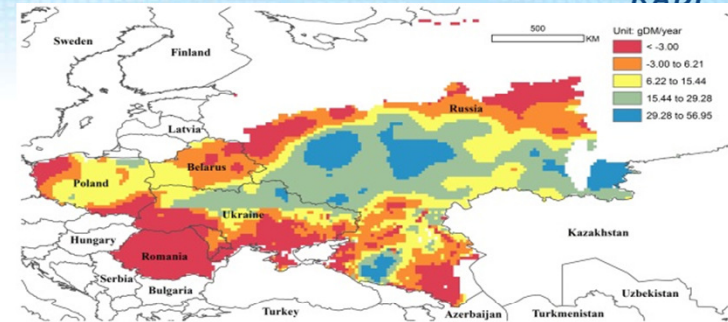 Sweden
Finland
500
KM
Unit: gDM/year
< -3.00
-3.00 to 6.21
6.22 to 15.44
15.44 to 29.28
29.28 to 56.95
Russia
Latvia
Belarus
Poland
Ukraine
Kazakhstan
Hungary
Romania
Serbia
Bulgaria
Uzbekistan
Turkey
Azerbaijan
Turkmenistan